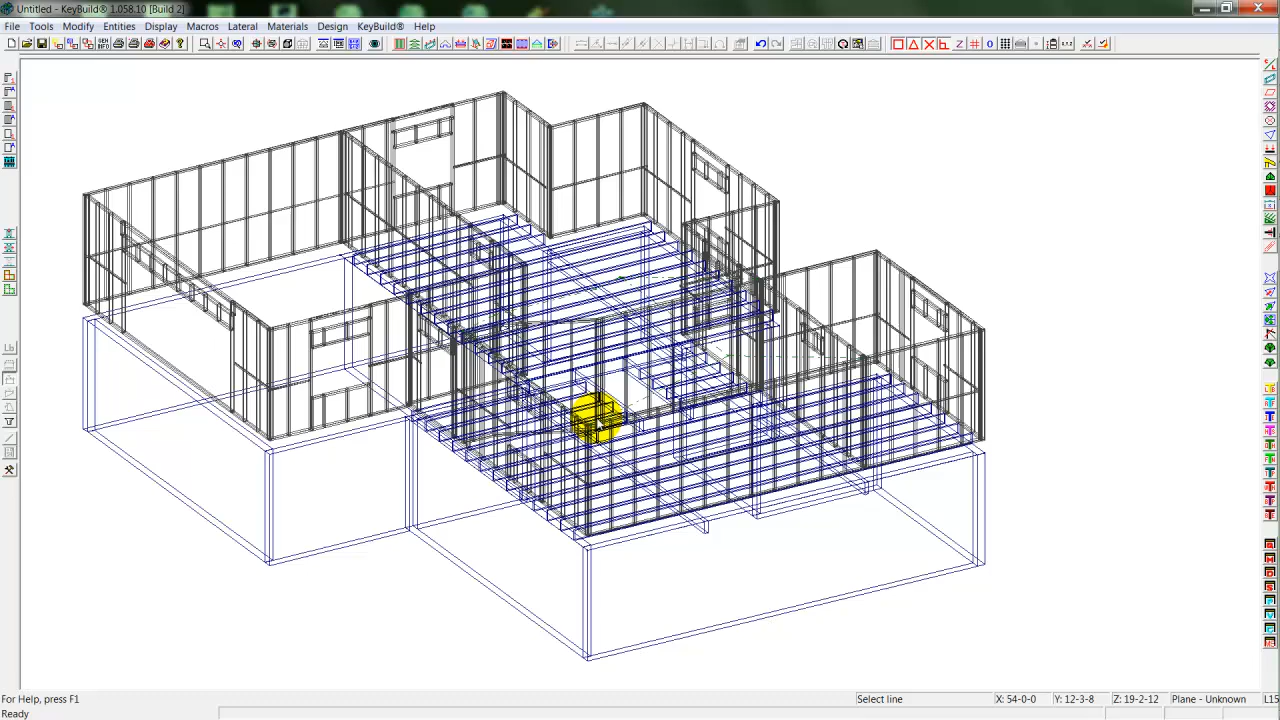 Untitled - KeyBuild® 1.058.10 [Build 2]
File Tools Modify Entities Display Macros Lateral Materials Design KeyBuild® Help
For Help, press F1
Select line
X: 54-0-0
Y: 12-3-8
Z: 19-2-12
Plane - Unknown
L15
Ready